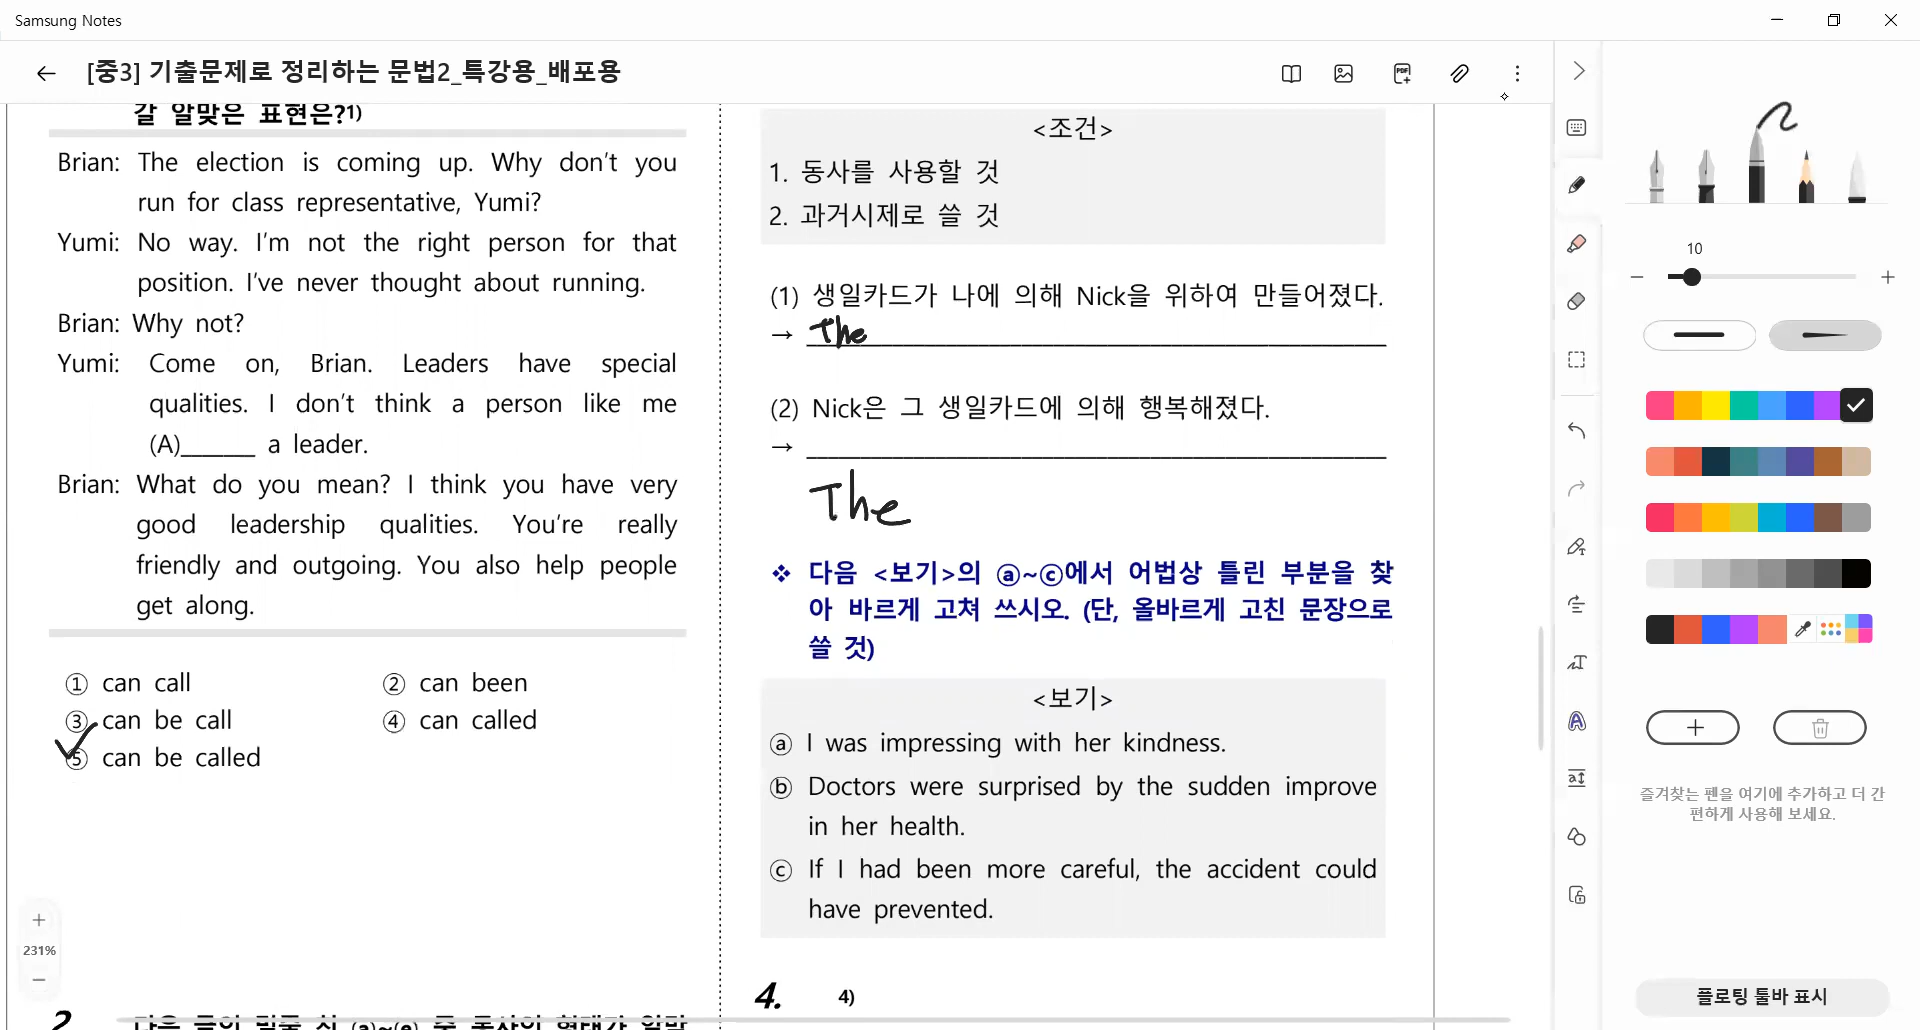 Samsung Notes
[중3] 기출문제로 정리하는 문법2_특강용_배포용
갈 알맞은 표현은?1)
Brian: The election is coming up. Why don't you
run for class representative, Yumi?
Yumi: No way. I'm not the right person for that
position. I've never thought about running.
Brian: Why not?
Yumi: Come on, Brian. Leaders have special
qualities. I don't think a person like me
(A)______ a leader.
Brian: What do you mean? I think you have very
good leadership qualities. You're really
friendly and outgoing. You also help people
get along.
① can call ② can been
③ can be call ④ can called
⑤ can be called
2
<조건>
1. 동사를 사용할 것
2. 과거시제로 쓸 것
(1) 생일카드가 나에 의해 Nick을 위하여 만들어졌다.
→ The
(2) Nick은 그 생일카드에 의해 행복해졌다.
→
The
❖ 다음 <보기>의 ⓐ~ⓒ에서 어법상 틀린 부분을 찾
아 바르게 고쳐 쓰시오. (단, 올바르게 고친 문장으로
쓸 것)
<보기>
ⓐ I was impressing with her kindness.
ⓑ Doctors were surprised by the sudden improve
in her health.
ⓒ If I had been more careful, the accident could
have prevented.
4. 4)
231%
PDF
10
즐겨찾는 펜을 여기에 추가하고 더 간
편하게 사용해 보세요.
플로팅 툴바 표시